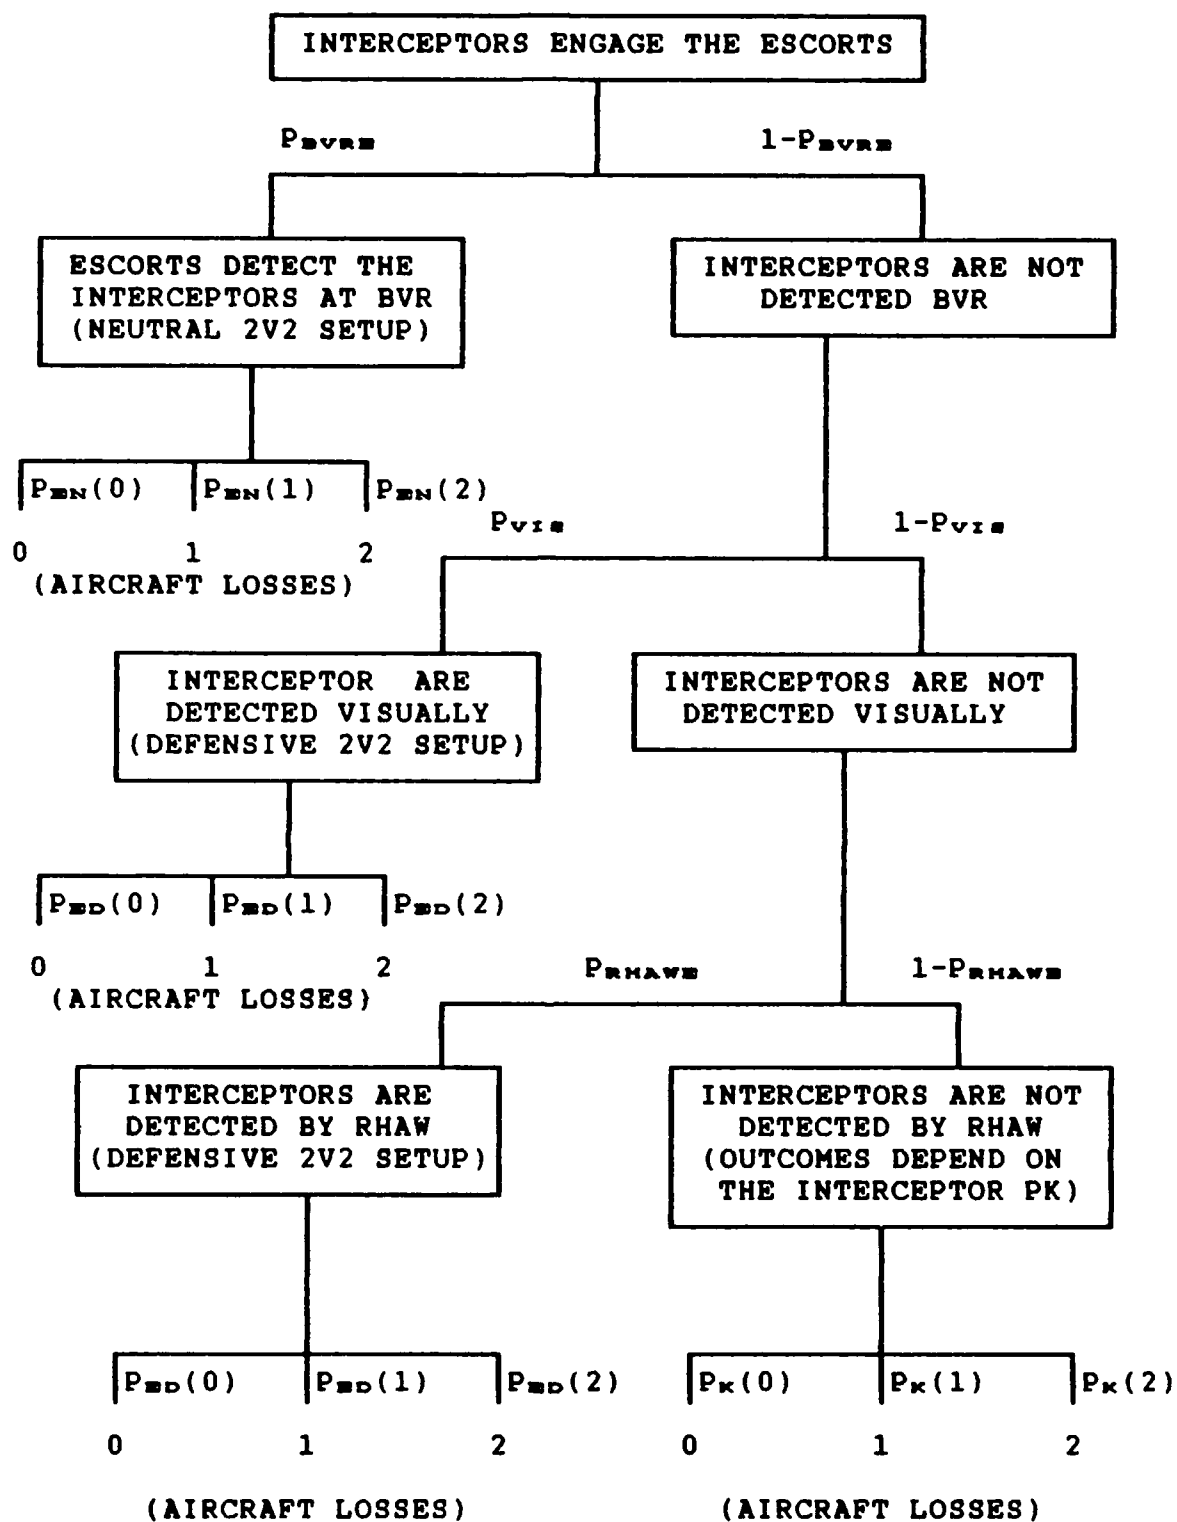 INTERCEPTORS ENGAGE THE ESCORTS
PBVRE 1-PBVRE
ESCORTS DETECT THE
INTERCEPTORS AT BVR
(NEUTRAL 2V2 SETUP)
INTERCEPTORS ARE NOT
DETECTED BVR
PEN(0) PEN(1) PEN(2)
0 1 2
(AIRCRAFT LOSSES)
PVIS 1-PVIS
INTERCEPTOR ARE
DETECTED VISUALLY
(DEFENSIVE 2V2 SETUP)
INTERCEPTORS ARE NOT
DETECTED VISUALLY
PED(0) PED(1) PED(2)
0 1 2
(AIRCRAFT LOSSES)
PRHAWE 1-PRHAWE
INTERCEPTORS ARE
DETECTED BY RHAW
(DEFENSIVE 2V2 SETUP)
INTERCEPTORS ARE NOT
DETECTED BY RHAW
(OUTCOMES DEPEND ON
THE INTERCEPTOR PK)
PED(0) PED(1) PED(2)
0 1 2
(AIRCRAFT LOSSES)
PK(0) PK(1) PK(2)
0 1 2
(AIRCRAFT LOSSES)